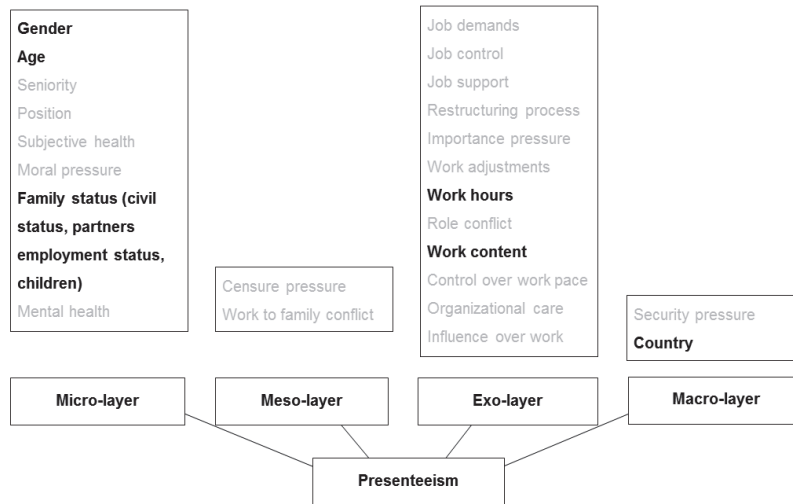 Gender
Age
Seniority
Position
Subjective health
Moral pressure
Family status (civil
status, partners
employment status,
children)
Mental health
Censure pressure
Work to family conflict
Job demands
Job control
Job support
Restructuring process
Importance pressure
Work adjustments
Work hours
Role conflict
Work content
Control over work pace
Organizational care
Influence over work
Security pressure
Country
Micro-layer
Meso-layer
Exo-layer
Macro-layer
Presenteeism